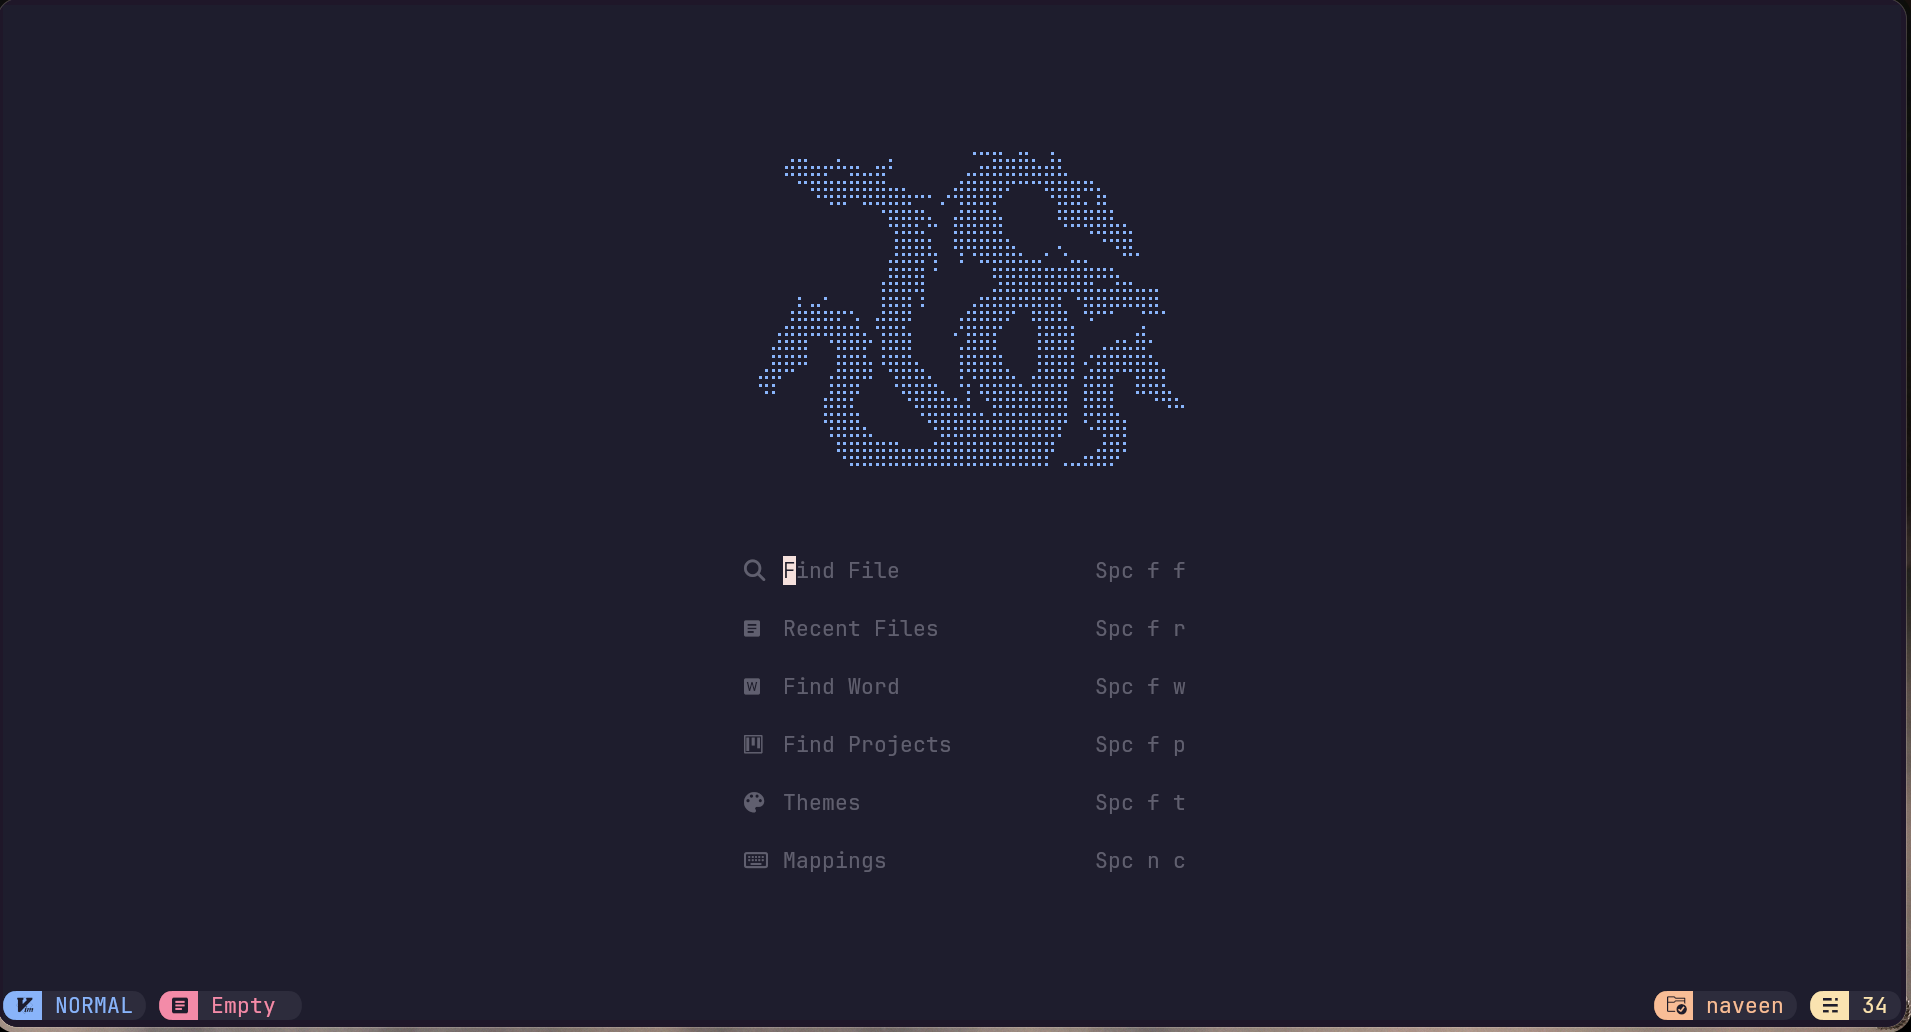 Find File Spc f f
Recent Files Spc f r
Find Word Spc f w
Find Projects Spc f p
Themes Spc f t
Mappings Spc n c
NORMAL Empty naveen 34